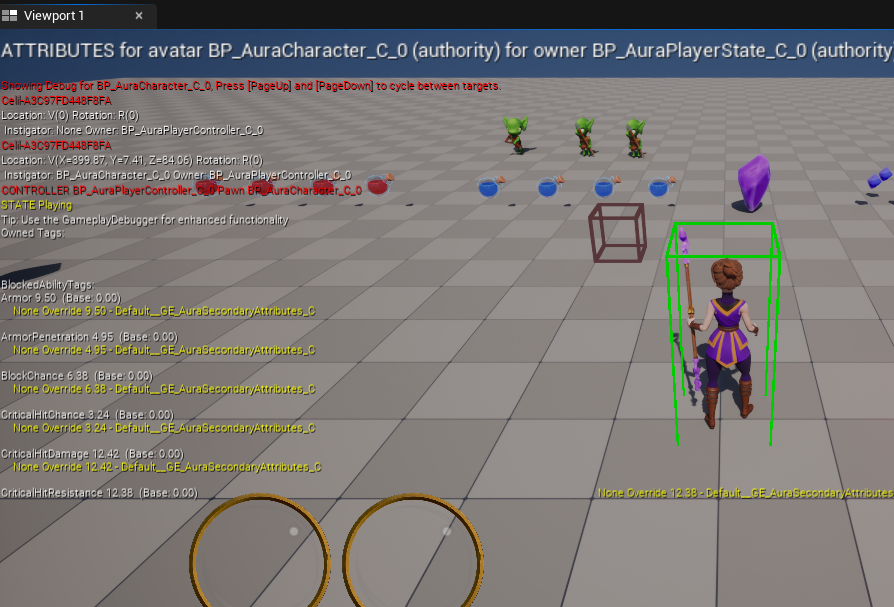 Viewport 1
ATTRIBUTES for avatar BP_AuraCharacter_C_0 (authority) for owner BP_AuraPlayerState_C_0 (authority
Showing Debug for BP_AuraCharacter_C_0, Press [PageUp] and [PageDown] to cycle between targets.
Celil-A3C97FD448F8FA
Location: V(0) Rotation: R(0)
Instigator: None Owner: BP_AuraPlayerController_C_0
Celil-A3C97FD448F8FA
Location: V(X=399.87, Y=7.41, Z=84.06) Rotation: R(0)
Instigator: BP_AuraCharacter_C_0 Owner: BP_AuraPlayerController_C_0
CONTROLLER BP_AuraPlayerController_C_0 Pawn BP_AuraCharacter_C_0
STATE Playing
Tip: Use the GameplayDebugger for enhanced functionality
Owned Tags:
BlockedAbilityTags:
Armor 9.50 (Base: 0.00)
None Override 9.50 - Default__GE_AuraSecondaryAttributes_C
ArmorPenetration 4.95 (Base: 0.00)
None Override 4.95 - Default__GE_AuraSecondaryAttributes_C
BlockChance 6.38 (Base: 0.00)
None Override 6.38 - Default__GE_AuraSecondaryAttributes_C
CriticalHitChance 3.24 (Base: 0.00)
None Override 3.24 - Default__GE_AuraSecondaryAttributes_C
CriticalHitDamage 12.42 (Base: 0.00)
None Override 12.42 - Default__GE_AuraSecondaryAttributes_C
CriticalHitResistance 12.38 (Base: 0.00)
None Override 12.38 - Default__GE_AuraSecondaryAttributes